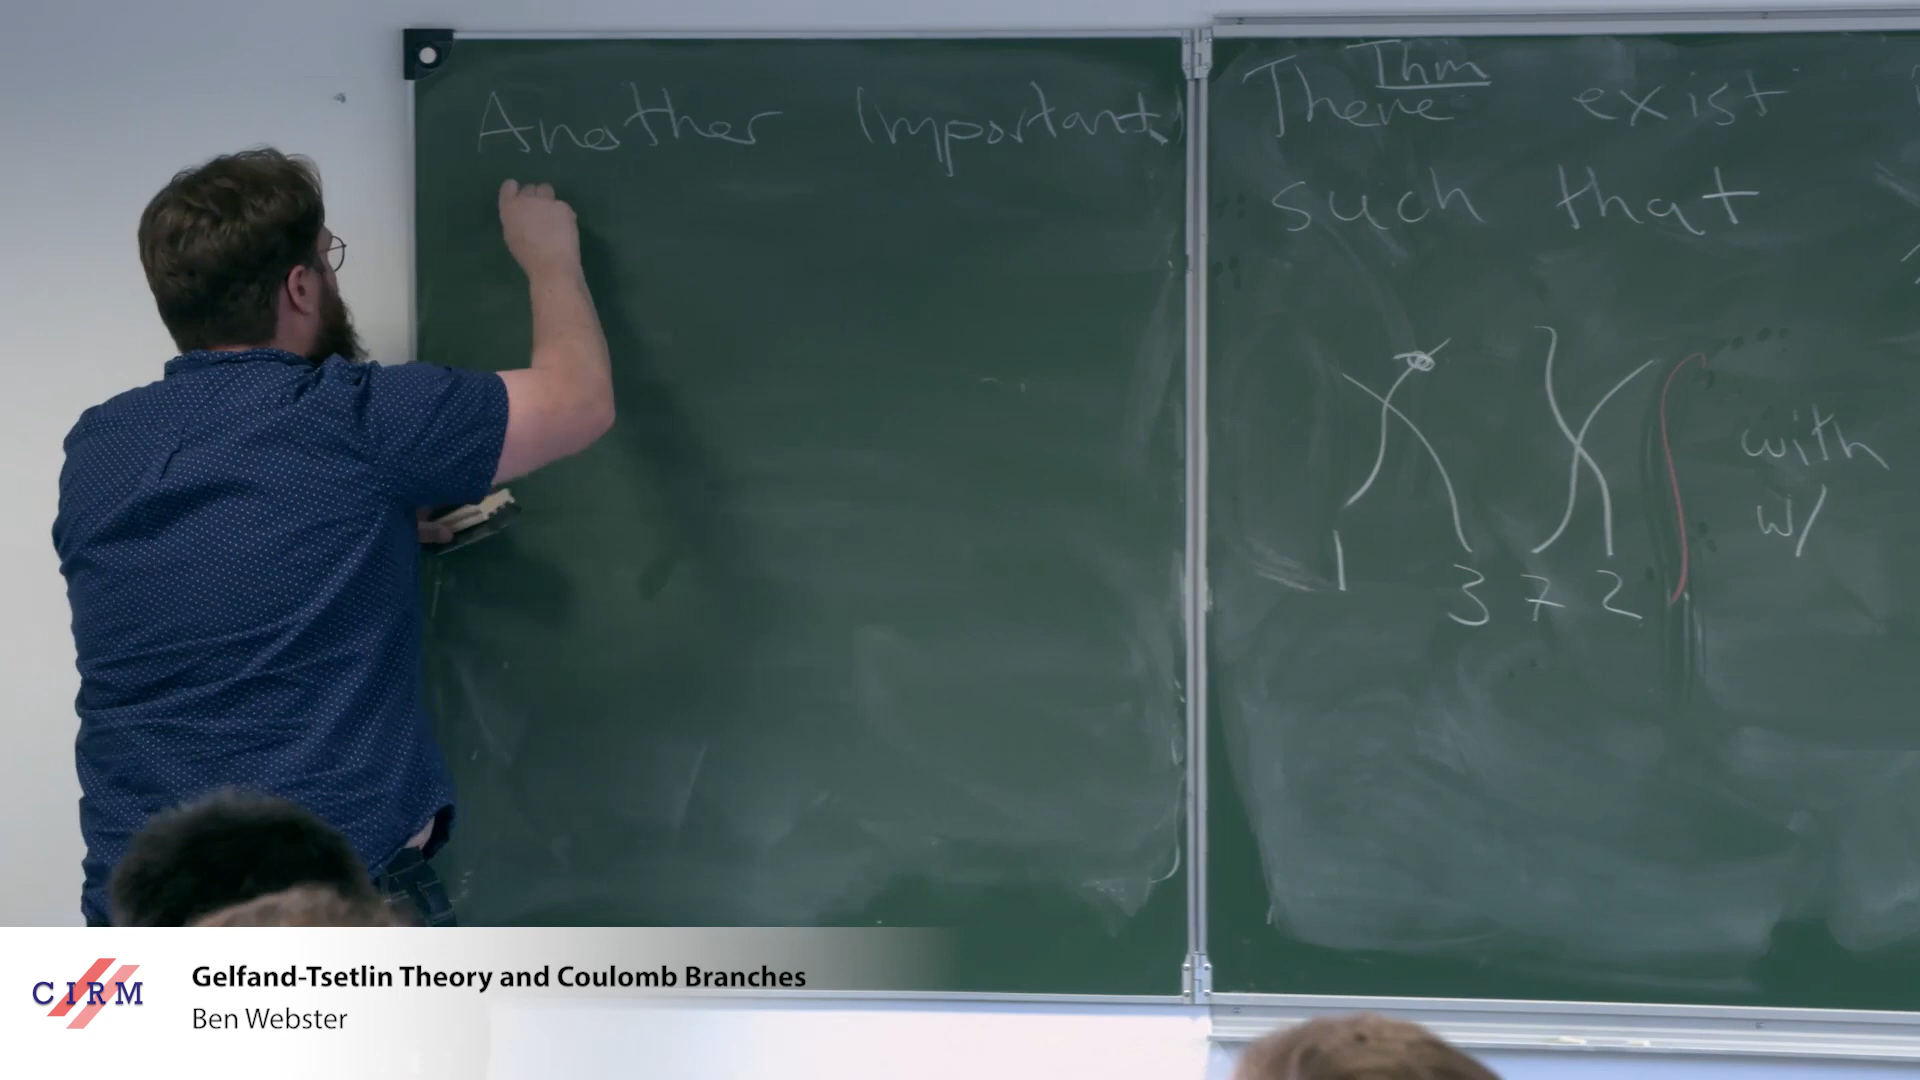 Another Important
Thm
There exist
such that
with
w/
1 3 7 2
CIRM
Gelfand-Tsetlin Theory and Coulomb Branches
Ben Webster